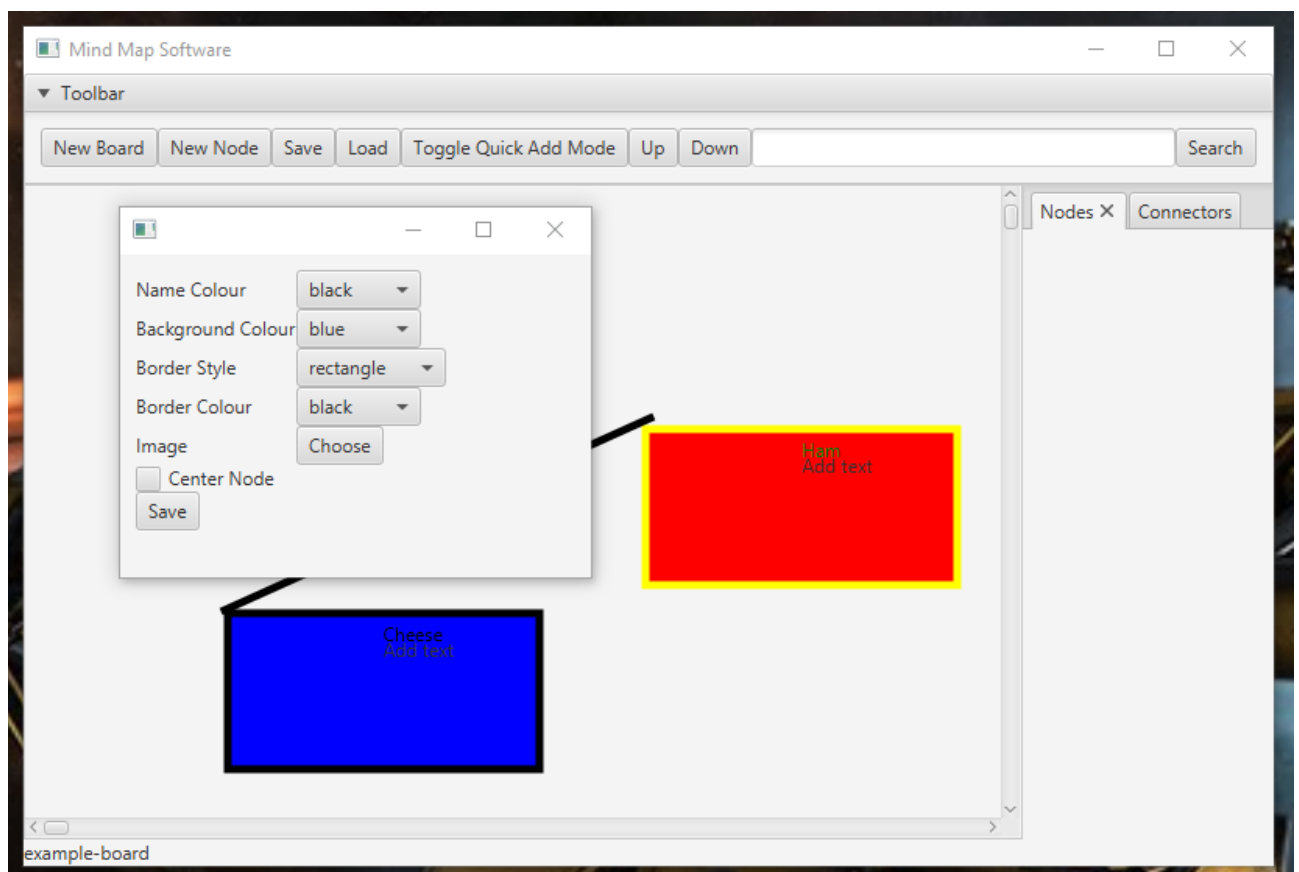 Mind Map Software
Toolbar
New Board New Node Save Load Toggle Quick Add Mode Up Down Search
Nodes Connectors
Name Colour black
Background Colour blue
Border Style rectangle
Border Colour black
Image Choose
Center Node
Save
Ham
Add text
Cheese
Add text
example-board